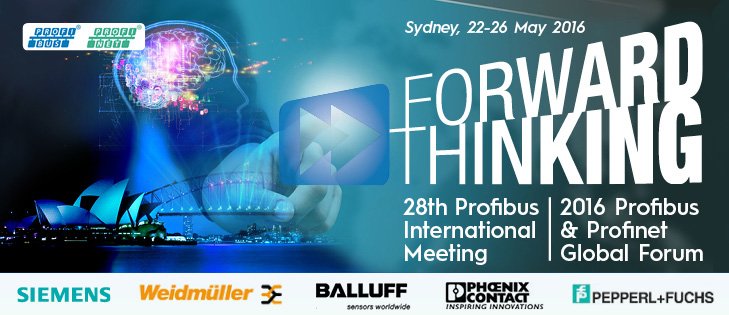 PROFI
BUS
PROFI
NET
Sydney, 22-26 May 2016
FORWARD
THINKING
28th Profibus
International
Meeting
2016 Profibus
& Profinet
Global Forum
SIEMENS
Weidmüller
BALLUFF
sensors worldwide
PHŒNIX
CONTACT
INSPIRING INNOVATIONS
PEPPERL+FUCHS